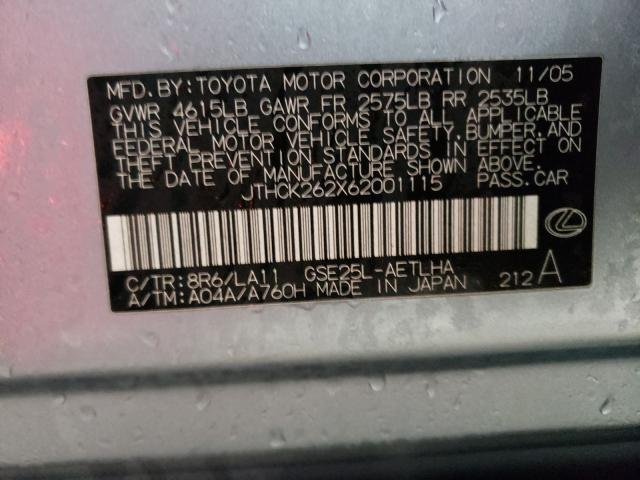 MFD. BY: TOYOTA MOTOR CORPORATION 11/05
GVWR 4615LB GAWR FR 2575LB RR 2535LB
THIS VEHICLE CONFORMS TO ALL APPLICABLE
FEDERAL MOTOR VEHICLE SAFETY, BUMPER, AND
THEFT PREVENTION STANDARDS IN EFFECT ON
THE DATE OF MANUFACTURE SHOWN ABOVE.
JTHCK262X62001115 PASS. CAR
C/TR: 8R6/LA11 GSE25L-AETLHA
A/TM: A04A/A760H MADE IN JAPAN 212 A